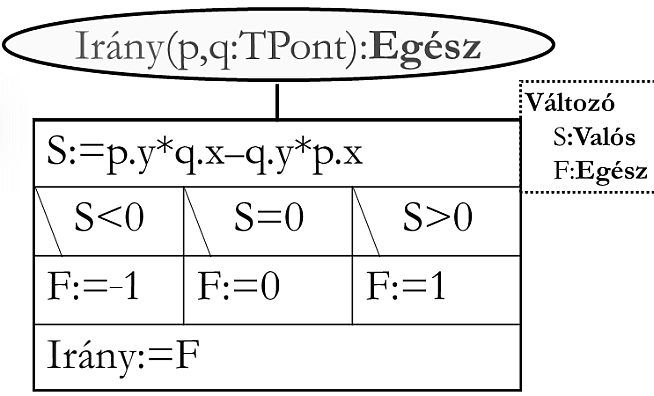 Irány(p,q:TPont):Egész
Változó
S:Valós
F:Egész
S:=p.y*q.x–q.y*p.x
S<0
S=0
S>0
F:=–1
F:=0
F:=1
Irány:=F